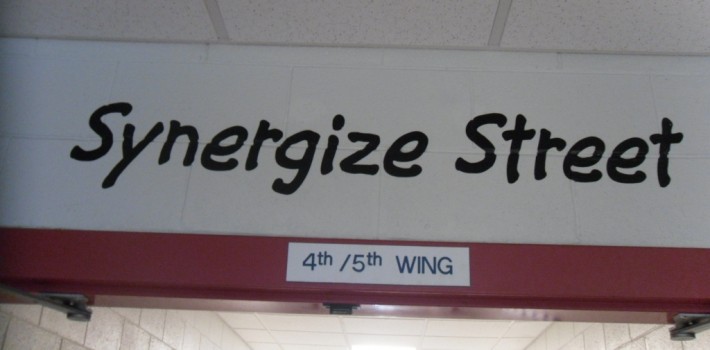 Synergize Street
4th /5th WING